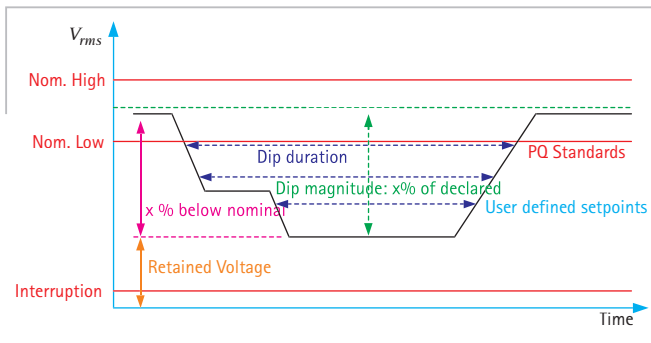 Vrms
Nom. High
Nom. Low
Dip duration
PQ Standards
Dip magnitude: x% of declared
x % below nominal
User defined setpoints
Retained Voltage
Interruption
Time